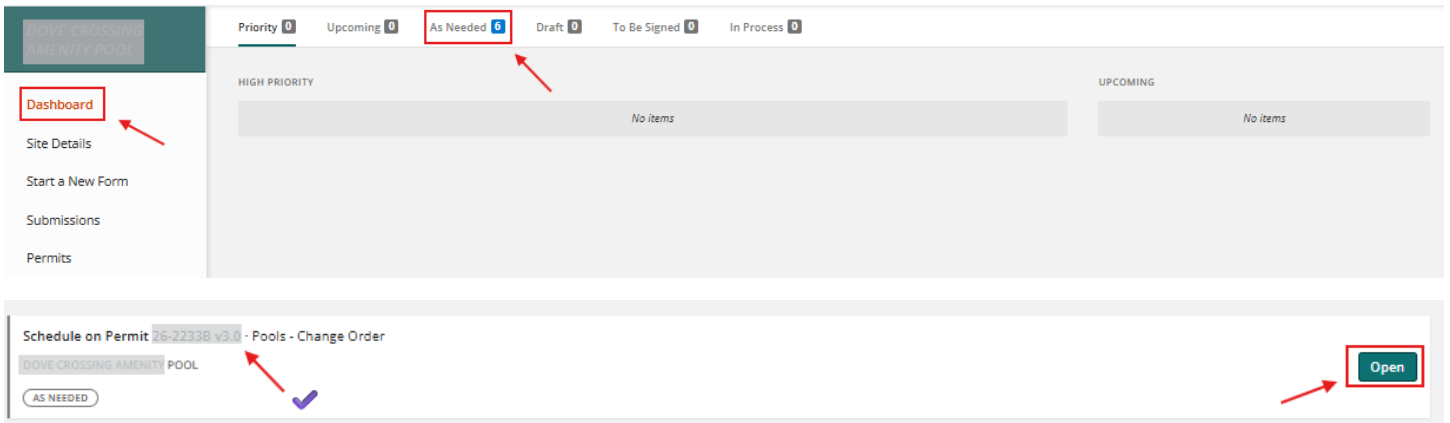 DOVE CROSSING
AMENITY POOL
Priority 0 Upcoming 0 As Needed 6 Draft 0 To Be Signed 0 In Process 0
HIGH PRIORITY UPCOMING
No items No items
Dashboard
Site Details
Start a New Form
Submissions
Permits
Schedule on Permit 26-2233B v3.0 - Pools - Change Order
DOVE CROSSING AMENITY POOL
Open
AS NEEDED